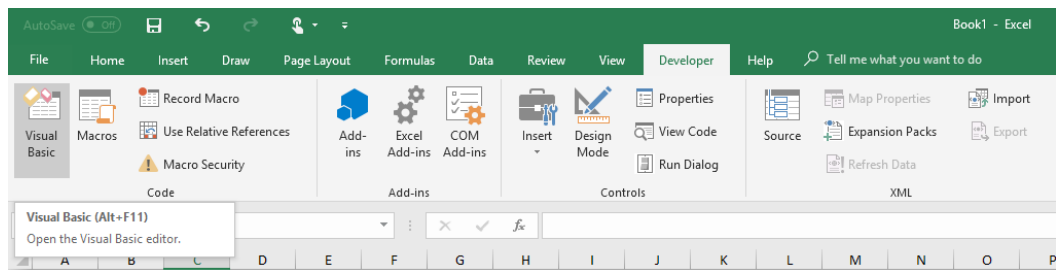 AutoSave Off Book1 - Excel
File Home Insert Draw Page Layout Formulas Data Review View Developer Help Tell me what you want to do
Visual Basic
Macros
Record Macro
Use Relative References
Macro Security
Code
Add-
ins
Excel
Add-ins
COM
Add-ins
Add-ins
Insert
Design
Mode
Properties
View Code
Run Dialog
Controls
Source
Map Properties
Expansion Packs
Refresh Data
Import
Export
XML
Visual Basic (Alt+F11)
Open the Visual Basic editor.
fx
A B C D E F G H I J K L M N O P